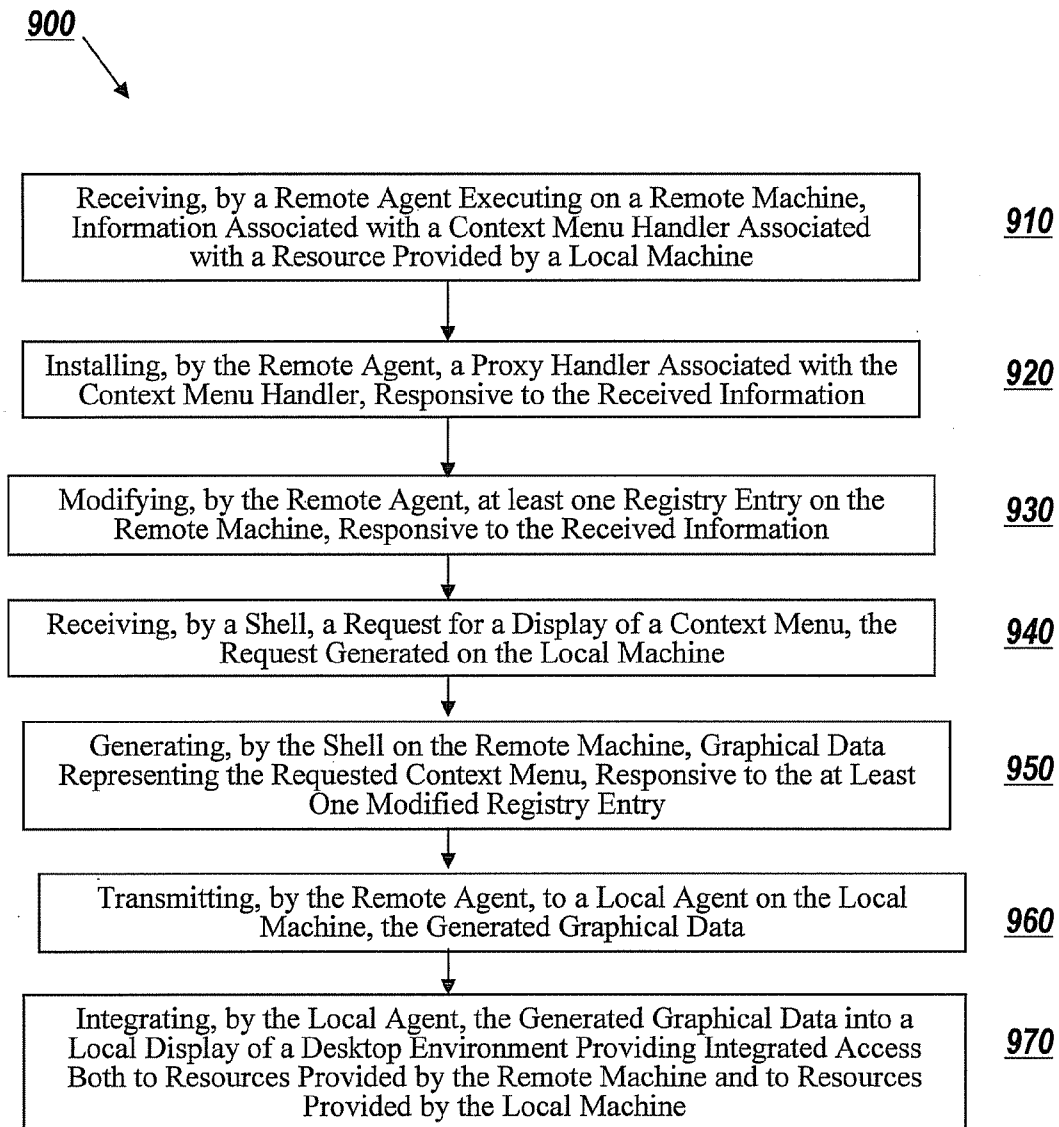 900
Receiving, by a Remote Agent Executing on a Remote Machine,
Information Associated with a Context Menu Handler Associated
with a Resource Provided by a Local Machine
910
Installing, by the Remote Agent, a Proxy Handler Associated with the
Context Menu Handler, Responsive to the Received Information
920
Modifying, by the Remote Agent, at least one Registry Entry on the
Remote Machine, Responsive to the Received Information
930
Receiving, by a Shell, a Request for a Display of a Context Menu, the
Request Generated on the Local Machine
940
Generating, by the Shell on the Remote Machine, Graphical Data
Representing the Requested Context Menu, Responsive to the at Least
One Modified Registry Entry
950
Transmitting, by the Remote Agent, to a Local Agent on the Local
Machine, the Generated Graphical Data
960
Integrating, by the Local Agent, the Generated Graphical Data into a
Local Display of a Desktop Environment Providing Integrated Access
Both to Resources Provided by the Remote Machine and to Resources
Provided by the Local Machine
970